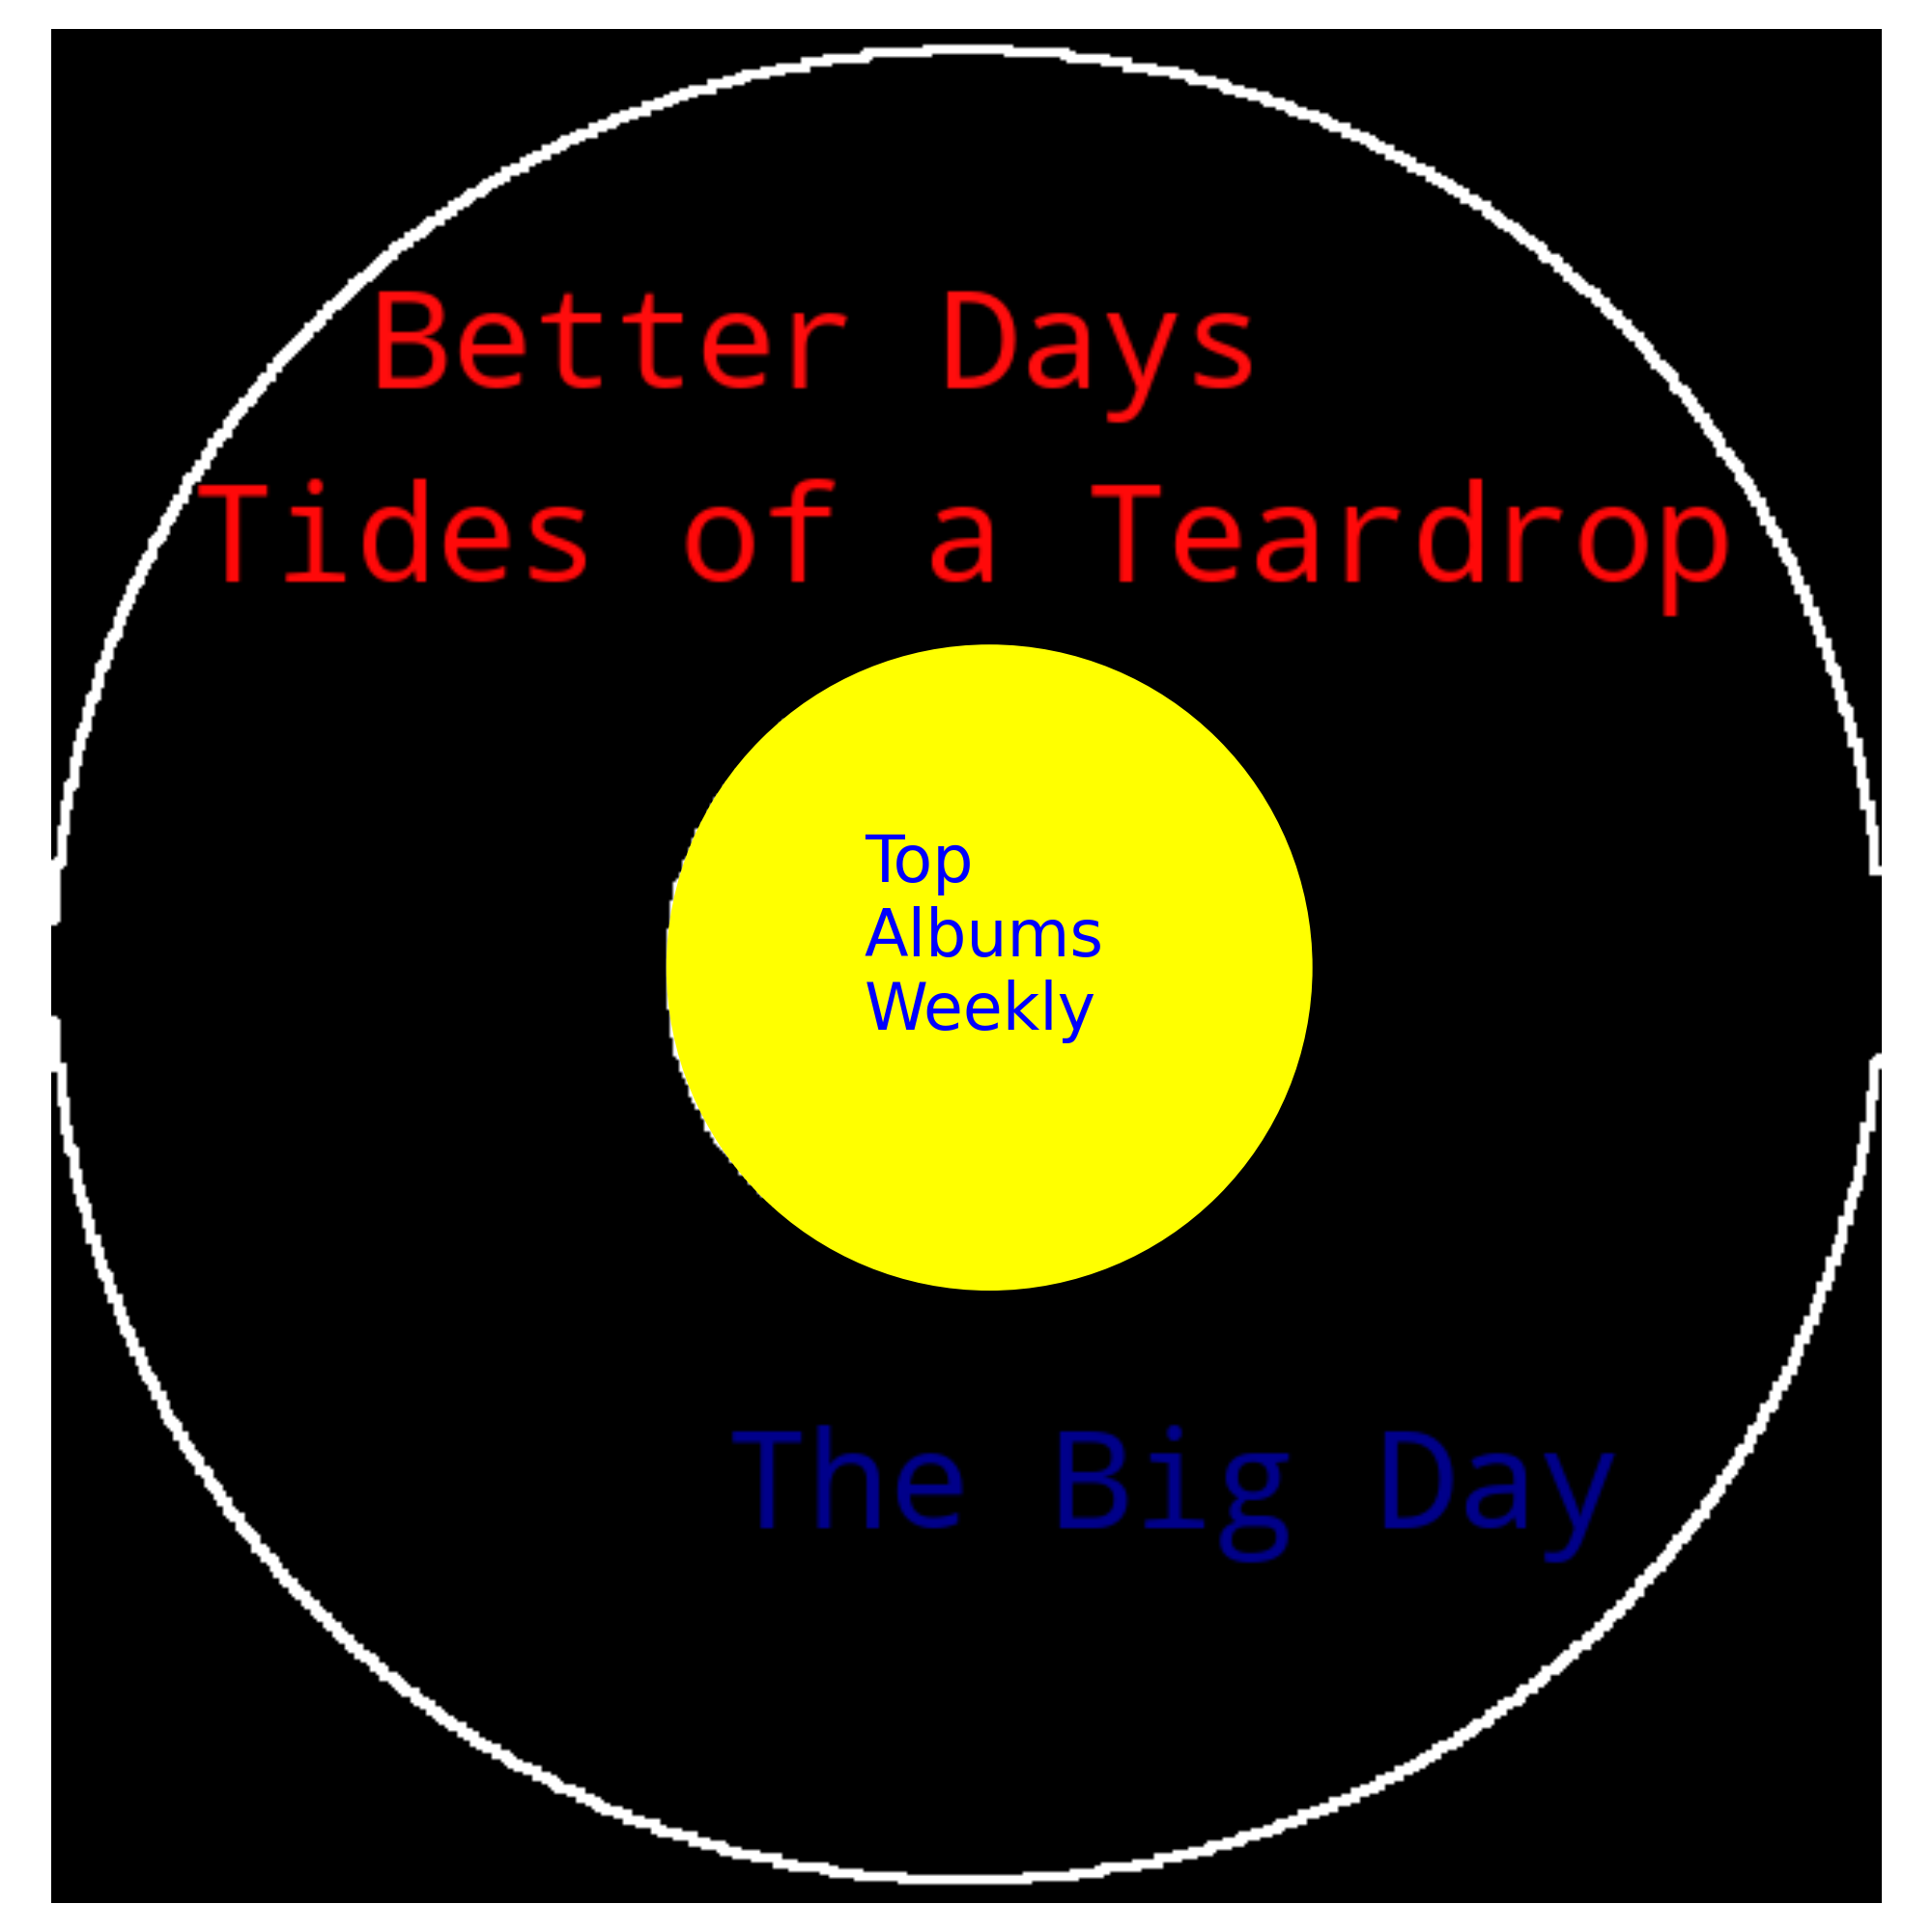 Better Days
Tides of a Teardrop
Top
Albums
Weekly
The Big Day